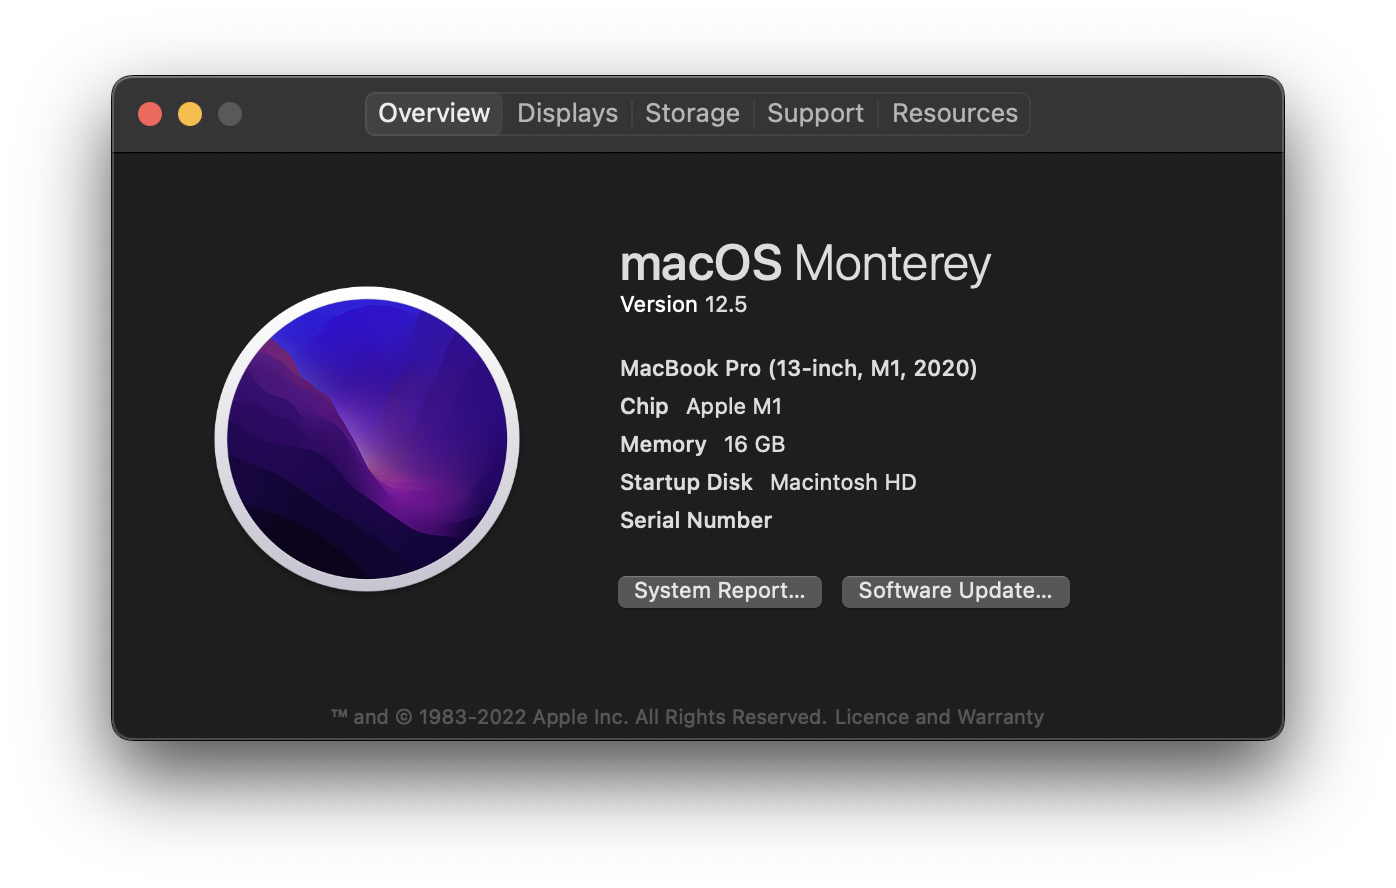 Overview Displays Storage Support Resources
macOS Monterey
Version 12.5
MacBook Pro (13-inch, M1, 2020)
Chip Apple M1
Memory 16 GB
Startup Disk Macintosh HD
Serial Number
System Report... Software Update...
™ and © 1983-2022 Apple Inc. All Rights Reserved. Licence and Warranty